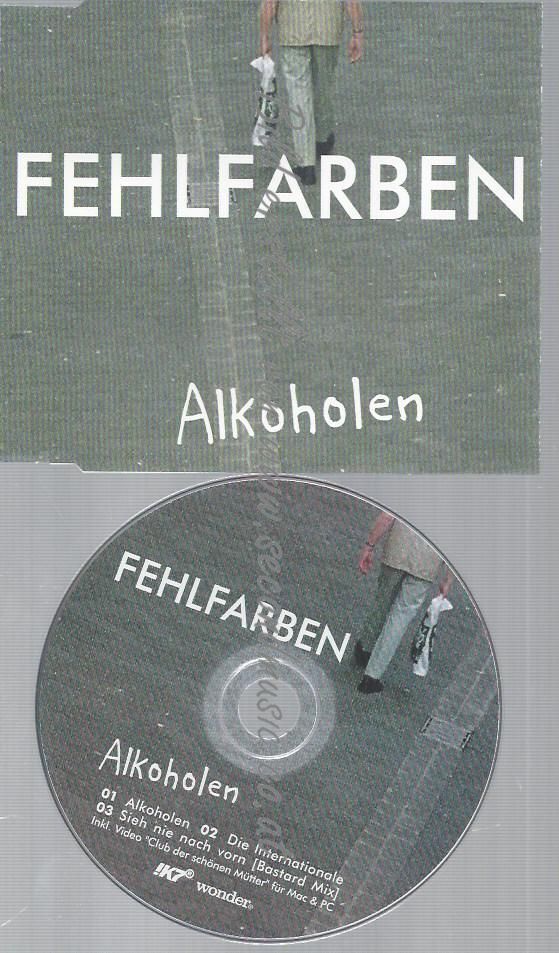 FEHLFARBEN
Alkoholen
FEHLFARBEN
Alkoholen
01 Alkoholen 02 Die Internationale
03 Sieh nie nach vorn [Bastard Mix]
Inkl. Video "Club der schönen Mütter" für Mac & PC
!K7® wonder®